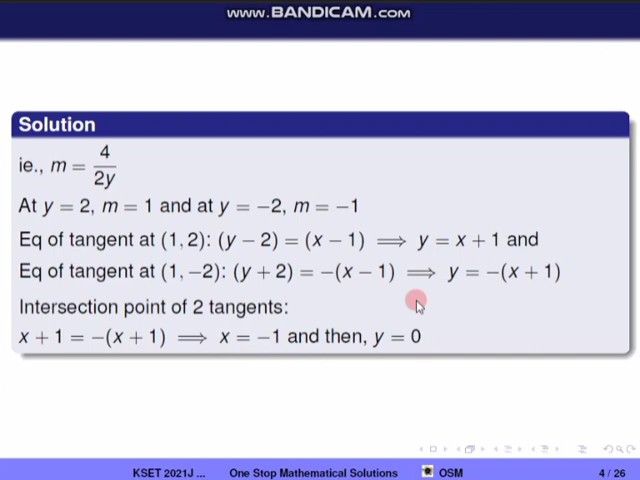 www.BANDICAM.com
Solution
ie., m = 4/2y
At y = 2, m = 1 and at y = −2, m = −1
Eq of tangent at (1, 2): (y − 2) = (x − 1) ⟹ y = x + 1 and
Eq of tangent at (1, −2): (y + 2) = −(x − 1) ⟹ y = −(x + 1)
Intersection point of 2 tangents:
x + 1 = −(x + 1) ⟹ x = −1 and then, y = 0
KSET 2021J ... One Stop Mathematical Solutions OSM 4 / 26